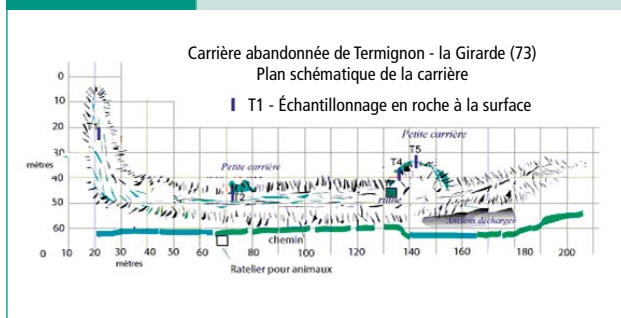 Carrière abandonnée de Termignon - la Girarde (73)
Plan schématique de la carrière
T1 - Échantillonnage en roche à la surface
0
10
20
30
mètres
40
50
60
T1
Petite carrière
T2
Petite carrière
T5
T4
ruine
Anciens décharges
chemin
0 10 20 40 60 80 100 120 140 160 180 200
mètres
Ratelier pour animaux